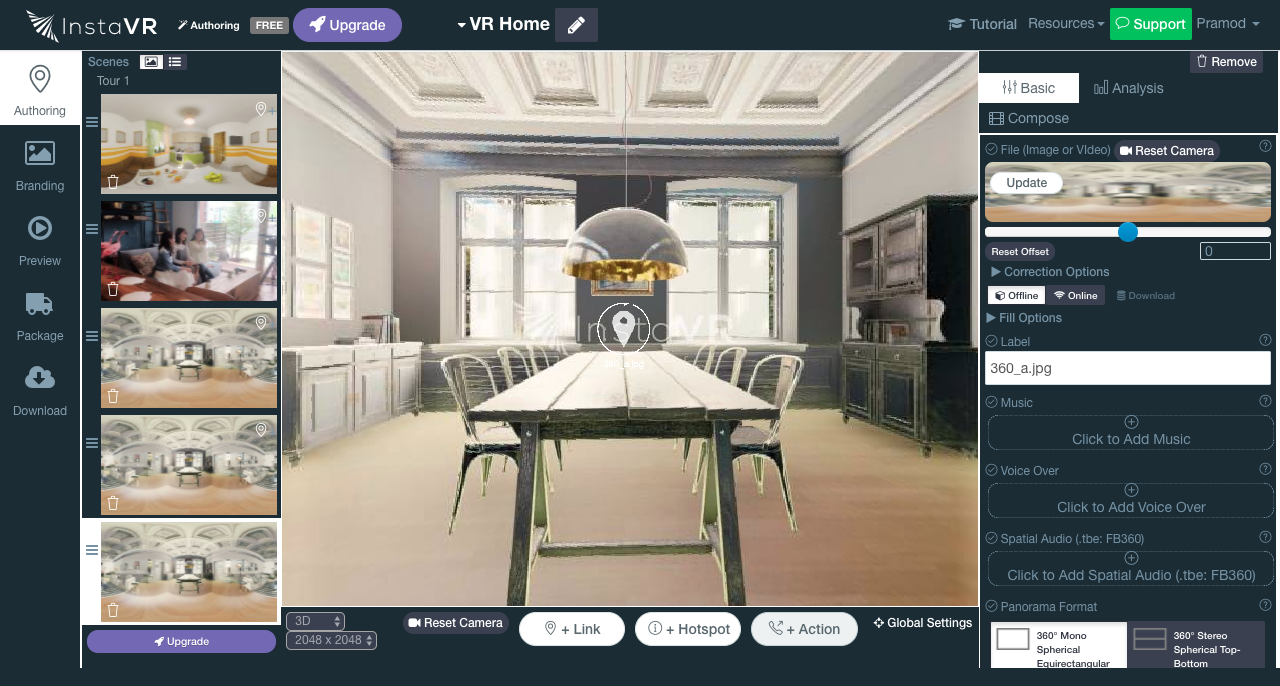 InstaVR
Authoring
FREE
Upgrade
VR Home
Tutorial
Resources
Support
Pramod
Authoring
Branding
Preview
Package
Download
Scenes
Tour 1
Upgrade
InstaVR
3D
2048 x 2048
Reset Camera
+ Link
+ Hotspot
+ Action
Global Settings
Remove
Basic
Analysis
Compose
File (Image or VIdeo)
Reset Camera
Update
Reset Offset
0
Correction Options
Offline
Online
Download
Fill Options
Label
360_a.jpg
Music
Click to Add Music
Voice Over
Click to Add Voice Over
Spatial Audio (.tbe: FB360)
Click to Add Spatial Audio (.tbe: FB360)
Panorama Format
360° Mono
Spherical
Equirectangular
360° Stereo
Spherical Top-
Bottom